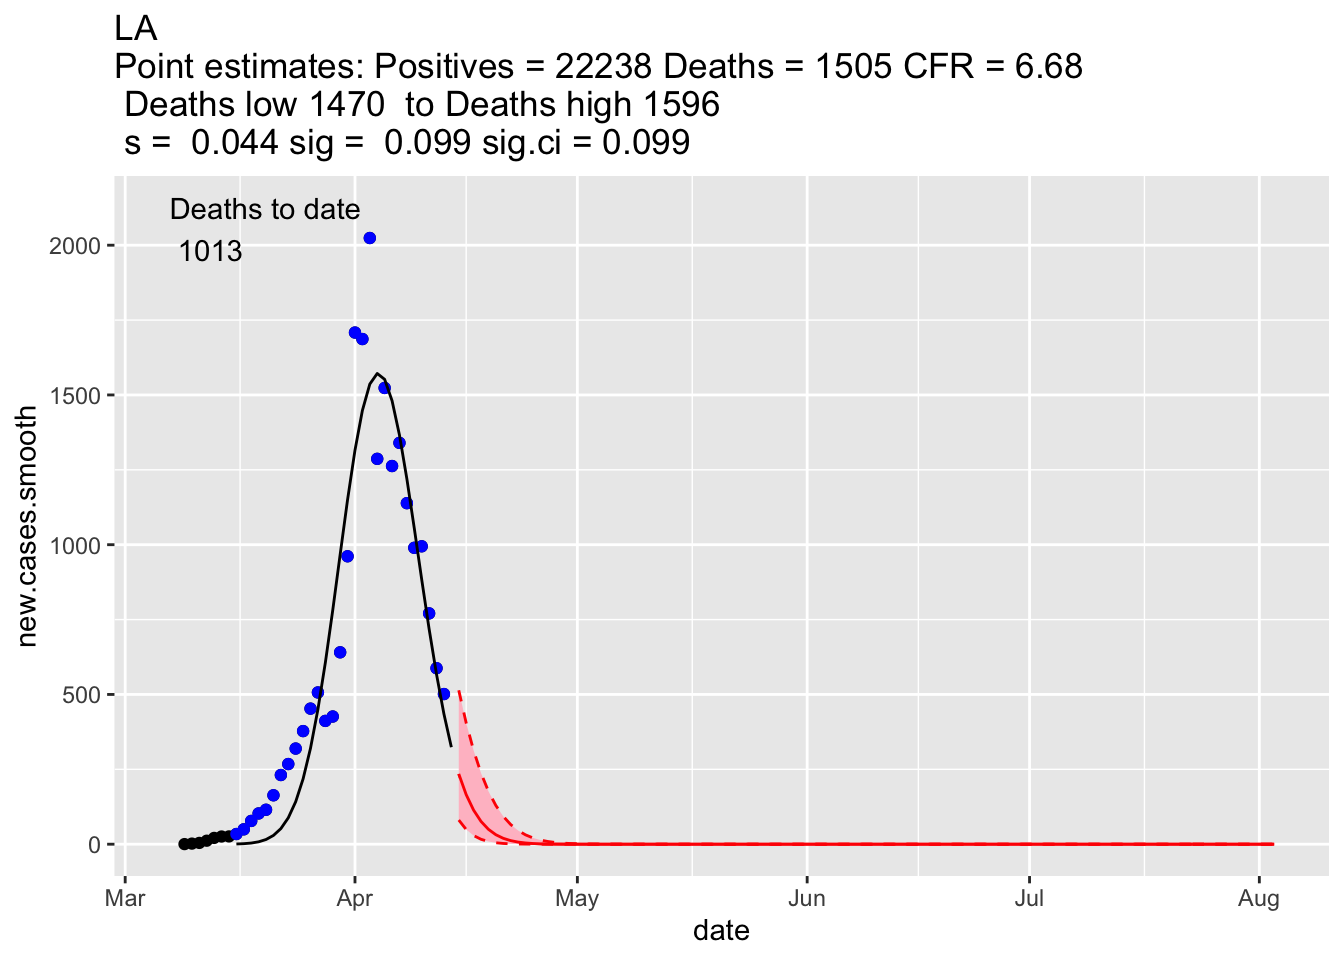 LA
Point estimates: Positives = 22238 Deaths = 1505 CFR = 6.68
Deaths low 1470  to Deaths high 1596
s =  0.044 sig =  0.099 sig.ci = 0.099
Deaths to date
1013
2000
1500
1000
500
0
new.cases.smooth
Mar Apr May Jun Jul Aug
date